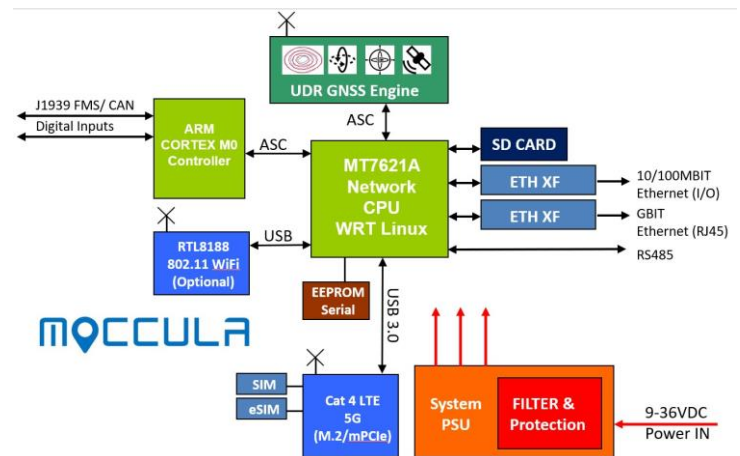 UDR GNSS Engine
J1939 FMS/ CAN
Digital Inputs
ARM
CORTEX M0
Controller
ASC
ASC
MT7621A
Network
CPU
WRT Linux
SD CARD
ETH XF
10/100MBIT
Ethernet (I/O)
ETH XF
GBIT
Ethernet (RJ45)
RS485
RTL8188
802.11 WiFi
(Optional)
USB
EEPROM
Serial
USB 3.0
MOCCULA
SIM
eSIM
Cat 4 LTE
5G
(M.2/mPCIe)
System
PSU
FILTER &
Protection
9-36VDC
Power IN